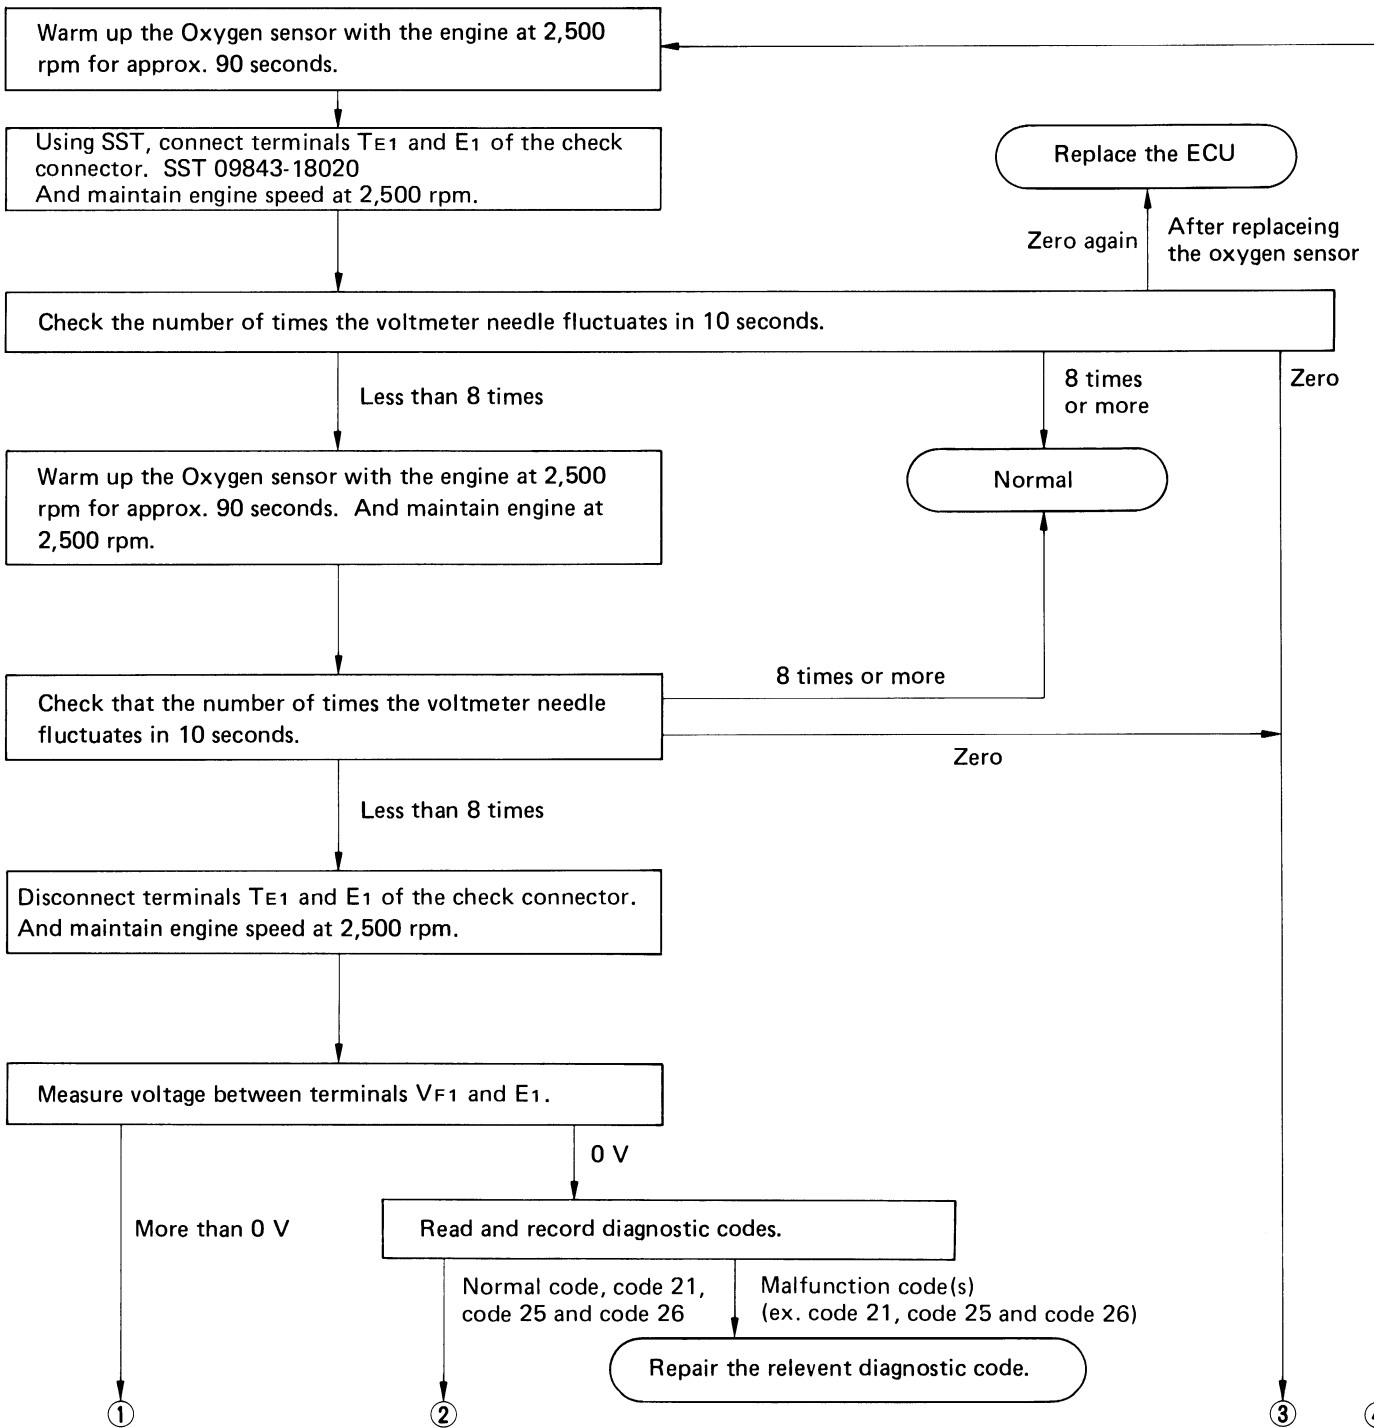 Warm up the Oxygen sensor with the engine at 2,500
rpm for approx. 90 seconds.
Using SST, connect terminals TE1 and E1 of the check
connector. SST 09843-18020
And maintain engine speed at 2,500 rpm.
Replace the ECU
Zero again
After replaceing
the oxygen sensor
Check the number of times the voltmeter needle fluctuates in 10 seconds.
Less than 8 times
8 times
or more
Zero
Warm up the Oxygen sensor with the engine at 2,500
rpm for approx. 90 seconds. And maintain engine at
2,500 rpm.
Normal
Check that the number of times the voltmeter needle
fluctuates in 10 seconds.
8 times or more
Zero
Less than 8 times
Disconnect terminals TE1 and E1 of the check connector.
And maintain engine speed at 2,500 rpm.
Measure voltage between terminals VF1 and E1.
0 V
More than 0 V
Read and record diagnostic codes.
Normal code, code 21,
code 25 and code 26
Malfunction code(s)
(ex. code 21, code 25 and code 26)
Repair the relevent diagnostic code.
1
2
3